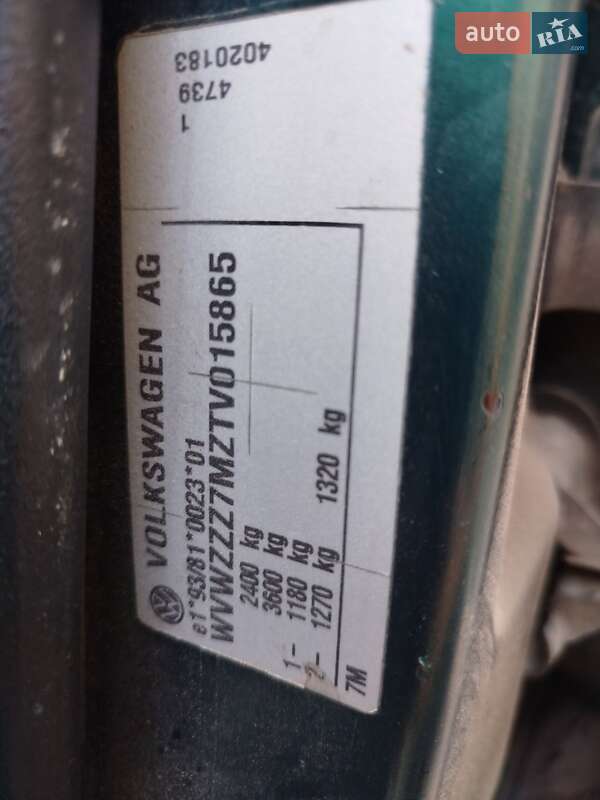 auto
RIA
.com
4020183
4739
1
VOLKSWAGEN AG
e1*93/81*0023*01
WVWZZZ7MZTV015865
2400 kg
3600 kg
1– 1180 kg
2– 1270 kg 1320 kg
7M